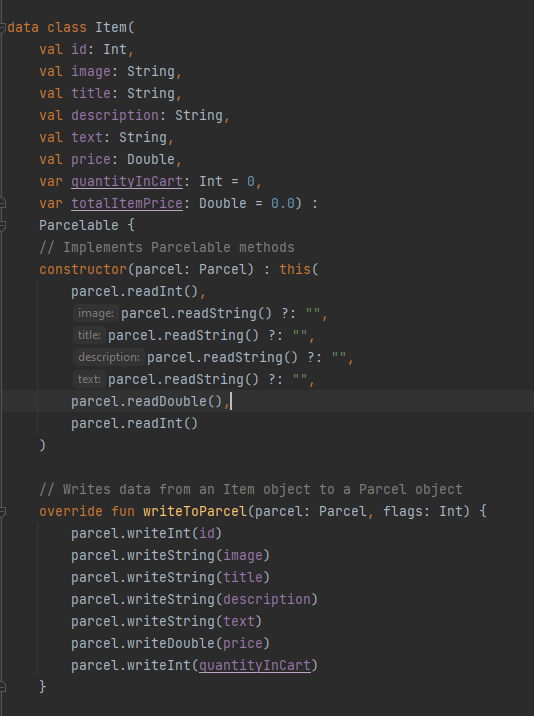 data class Item(
    val id: Int,
    val image: String,
    val title: String,
    val description: String,
    val text: String,
    val price: Double,
    var quantityInCart: Int = 0,
    var totalItemPrice: Double = 0.0) :
    Parcelable {
    // Implements Parcelable methods
    constructor(parcel: Parcel) : this(
        parcel.readInt(),
        image: parcel.readString() ?: "",
        title: parcel.readString() ?: "",
        description: parcel.readString() ?: "",
        text: parcel.readString() ?: "",
        parcel.readDouble(),
        parcel.readInt()
    )
    // Writes data from an Item object to a Parcel object
    override fun writeToParcel(parcel: Parcel, flags: Int) {
        parcel.writeInt(id)
        parcel.writeString(image)
        parcel.writeString(title)
        parcel.writeString(description)
        parcel.writeString(text)
        parcel.writeDouble(price)
        parcel.writeInt(quantityInCart)
    }